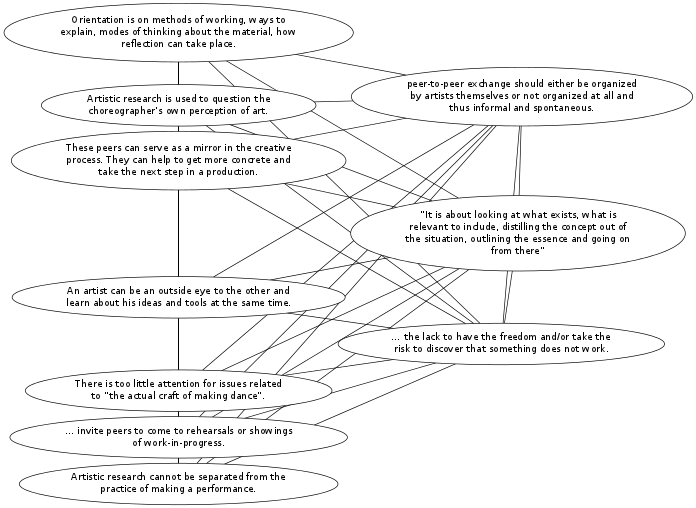 Orientation is on methods of working, ways to
explain, modes of thinking about the material, how
reflection can take place.
peer-to-peer exchange should either be organized
by artists themselves or not organized at all and
thus informal and spontaneous.
Artistic research is used to question the
choreographer's own perception of art.
These peers can serve as a mirror in the creative
process. They can help to get more concrete and
take the next step in a production.
"It is about looking at what exists, what is
relevant to include, distilling the concept out of
the situation, outlining the essence and going on
from there"
An artist can be an outside eye to the other and
learn about his ideas and tools at the same time.
... the lack to have the freedom and/or take the
risk to discover that something does not work.
There is too little attention for issues related
to "the actual craft of making dance".
... invite peers to come to rehearsals or showings
of work-in-progress.
Artistic research cannot be separated from the
practice of making a performance.